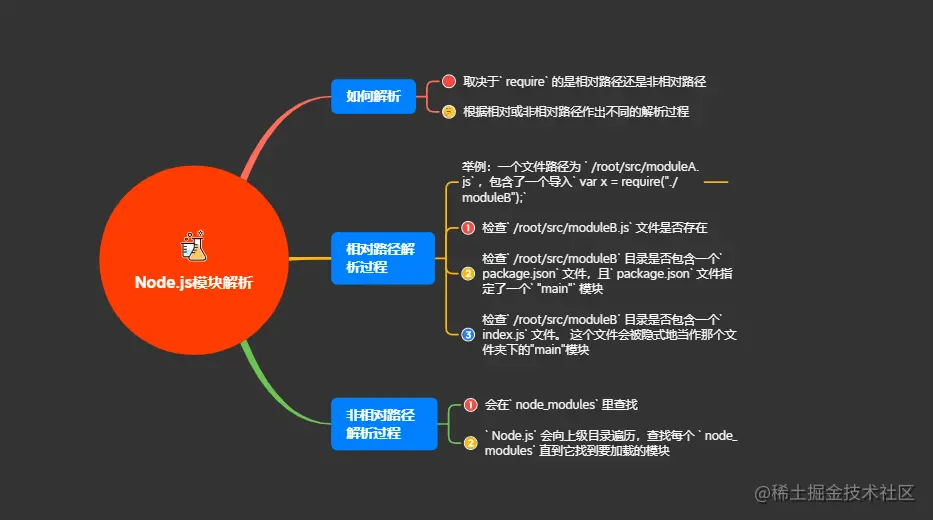 Node.js模块解析
如何解析
取决于` require` 的是相对路径还是非相对路径
根据相对或非相对路径作出不同的解析过程
相对路径解
析过程
举例：一个文件路径为 ` /root/src/moduleA.
js` ，包含了一个导入` var x = require("./
moduleB");`
1 检查` /root/src/moduleB.js` 文件是否存在
2 检查` /root/src/moduleB` 目录是否包含一个`
package.json` 文件，且` package.json` 文件指
定了一个` "main"` 模块
3 检查` /root/src/moduleB` 目录是否包含一个`
index.js` 文件。 这个文件会被隐式地当作那个文
件夹下的"main"模块
非相对路径
解析过程
1 会在` node_modules` 里查找
2 ` Node.js` 会向上级目录遍历，查找每个 ` node_
modules` 直到它找到要加载的模块
@稀土掘金技术社区